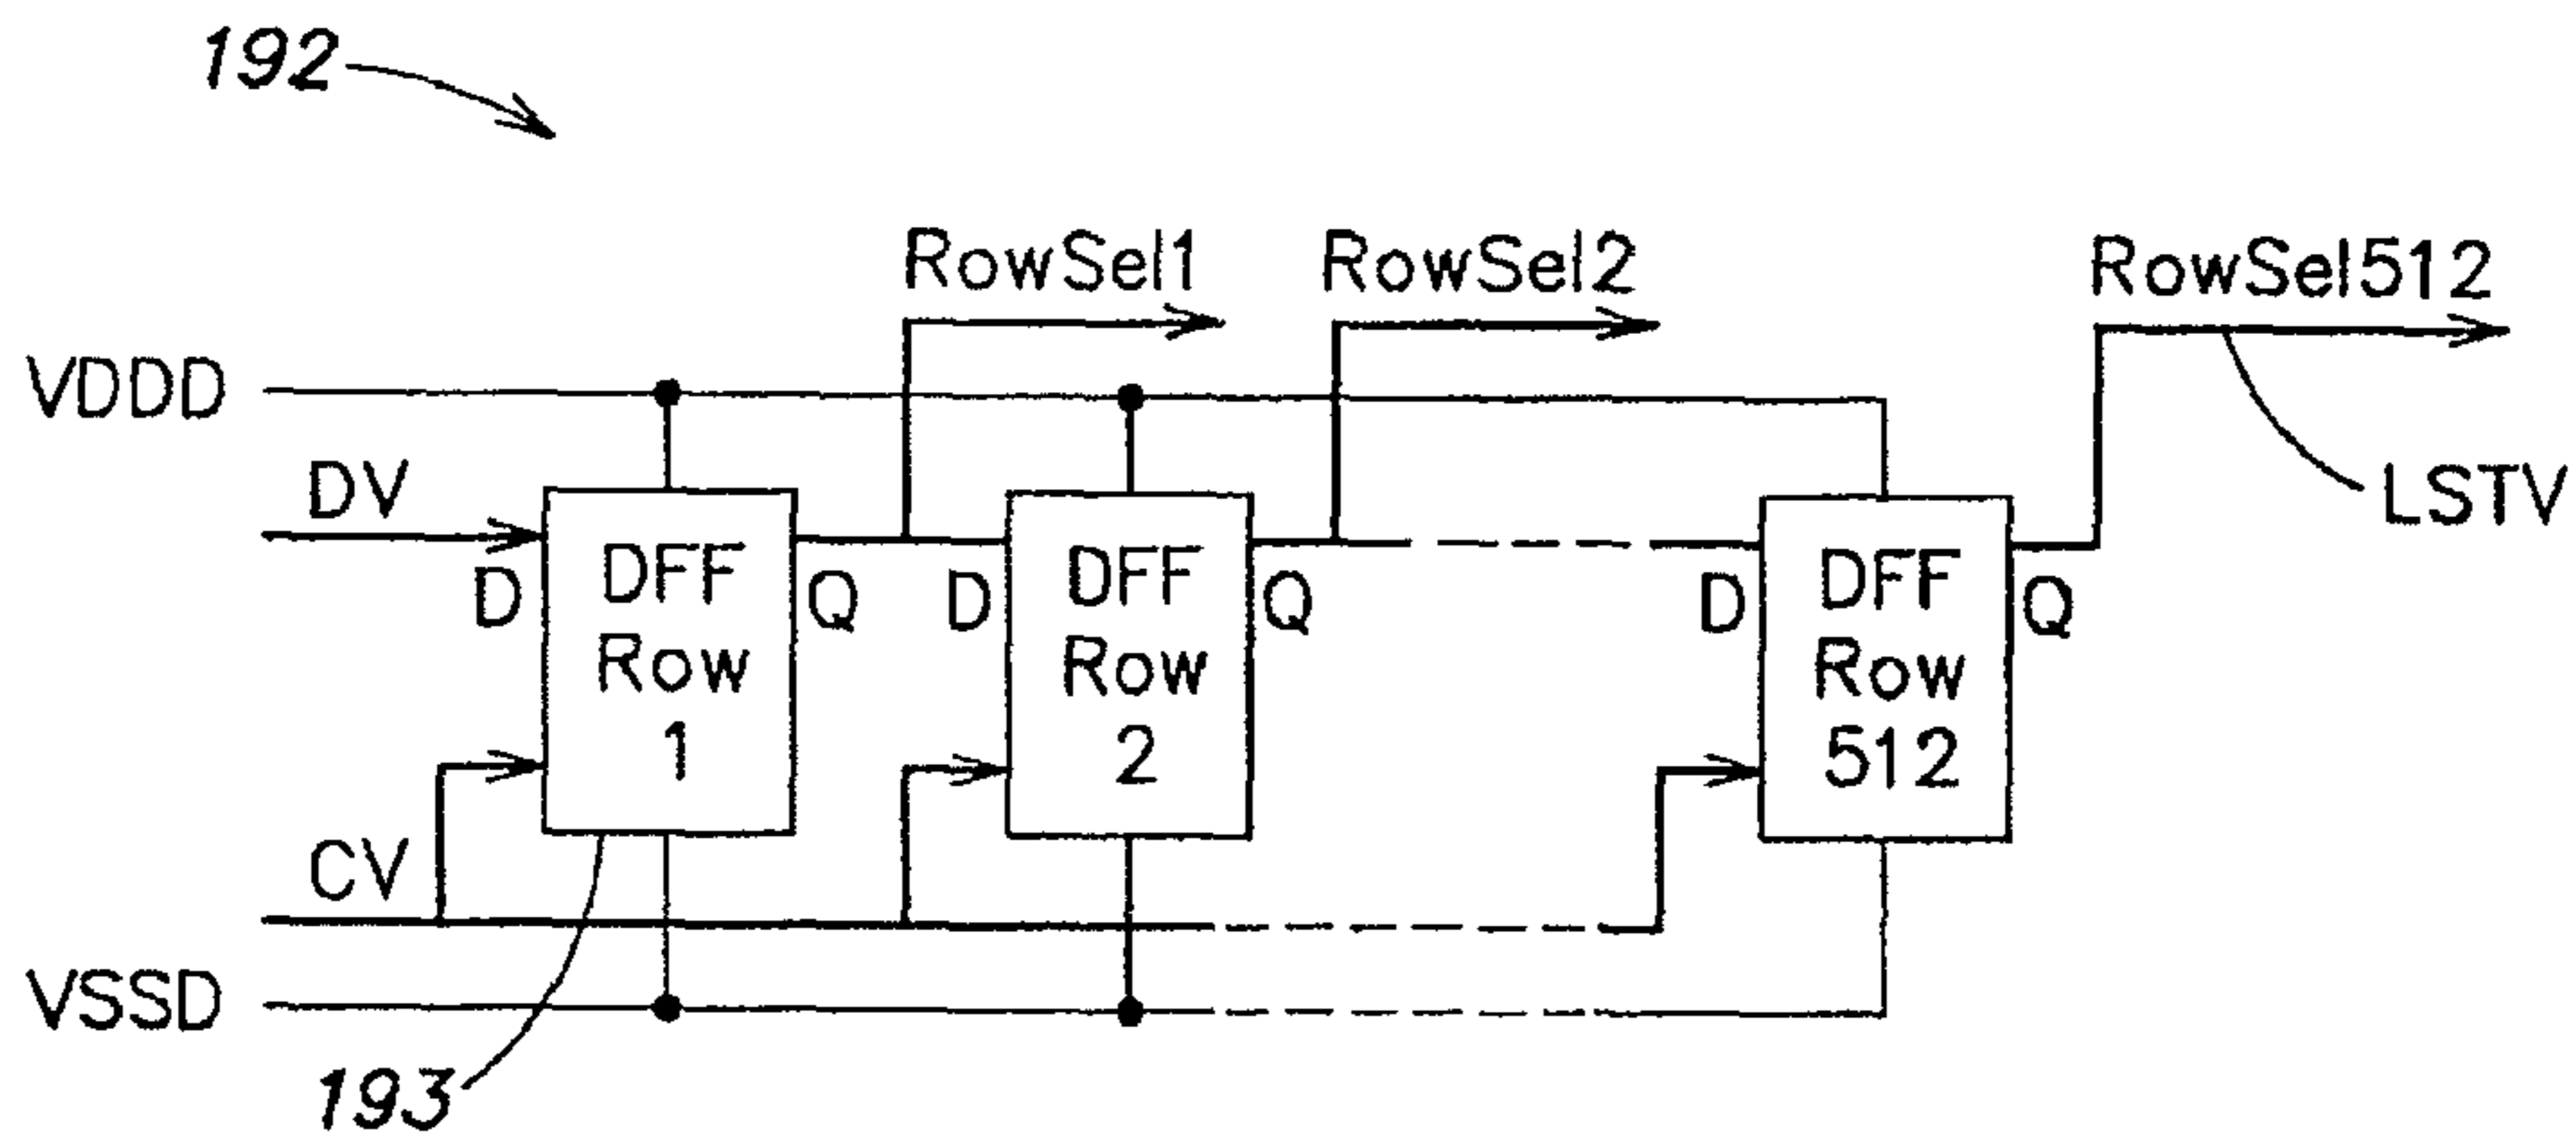 192
RowSel1
RowSel2
RowSel512
VDDD
DV
LSTV
D
DFF
Row
1
Q
D
DFF
Row
2
Q
D
DFF
Row
512
Q
CV
VSSD
193